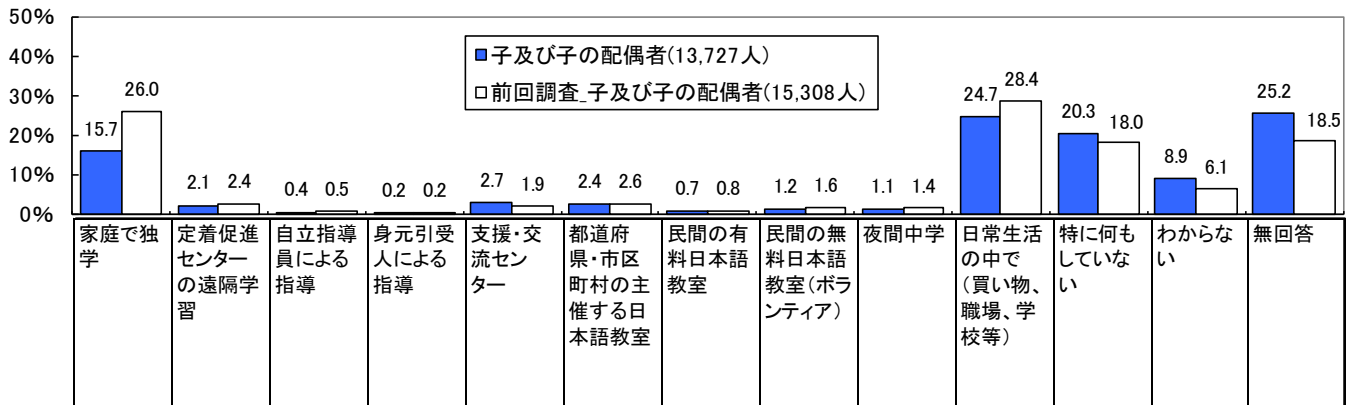 50%
40%
30%
20%
10%
0%
子及び子の配偶者(13,727人)
前回調査_子及び子の配偶者(15,308人)
15.7 26.0
2.1 2.4
0.4 0.5
0.2 0.2
2.7 1.9
2.4 2.6
0.7 0.8
1.2 1.6
1.1 1.4
24.7 28.4
20.3 18.0
8.9 6.1
25.2 18.5
家庭で独
学
定着促進
センター
の遠隔学
習
自立指導
員による
指導
身元引受
人による
指導
支援・交
流セン
ター
都道府
県・市区
町村の主
催する日
本語教室
民間の有
料日本語
教室
民間の無
料日本語
教室(ボラ
ンティア)
夜間中学
日常生活
の中で
(買い物、
職場、学
校等)
特に何も
していな
い
わからな
い
無回答